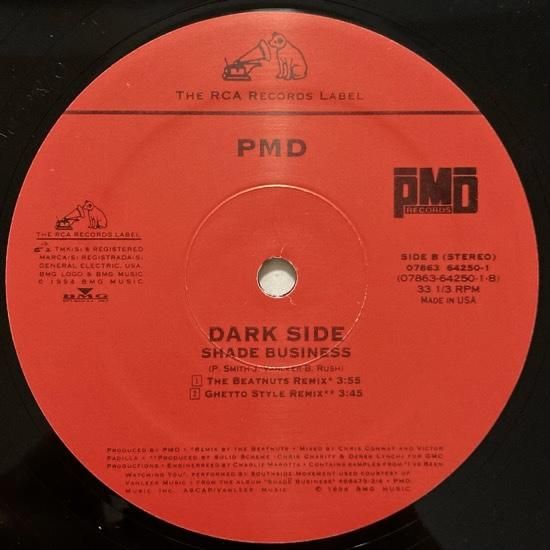 THE RCA RECORDS LABEL
PMD
PMD
RECORDS
THE RCA RECORDS LABEL
TMK(S) ® REGISTERED
MARCA(S) REGISTRADA(S)
GENERAL ELECTRIC, USA.
BMG LOGO & BMG MUSIC
© 1994 BMG MUSIC
BMG
SIDE B (STEREO)
07863 64250-1
(07863-64250-1-B)
33 1/3 RPM
MADE IN USA
DARK SIDE
SHADE BUSINESS
(P. SMITH-J. VANLEER-B. RUSH)
1 THE BEATNUTS REMIX* 3:55
2 GHETTO STYLE REMIX** 3:45
PRODUCED BY PMD • *REMIX BY THE BEATNUTS • MIXED BY CHRIS CONWAY AND VICTOR
PADILLA • **PRODUCED BY SOLID SCHEME (CHRIS CHARITY & DEREK LYNCH) FOR GMC
PRODUCTIONS • ENGINEERED BY CHARLIE MAROTTA • CONTAINS SAMPLES FROM "I'VE BEEN
WATCHING YOU", PERFORMED BY SOUTHSIDE MOVEMENT USED COURTESY OF
VANLEER MUSIC • FROM THE ALBUM "SHADE BUSINESS" #66475-2/4 • PMD
MUSIC INC. ASCAP/VANLEER MUSIC ℗ 1994 BMG MUSIC